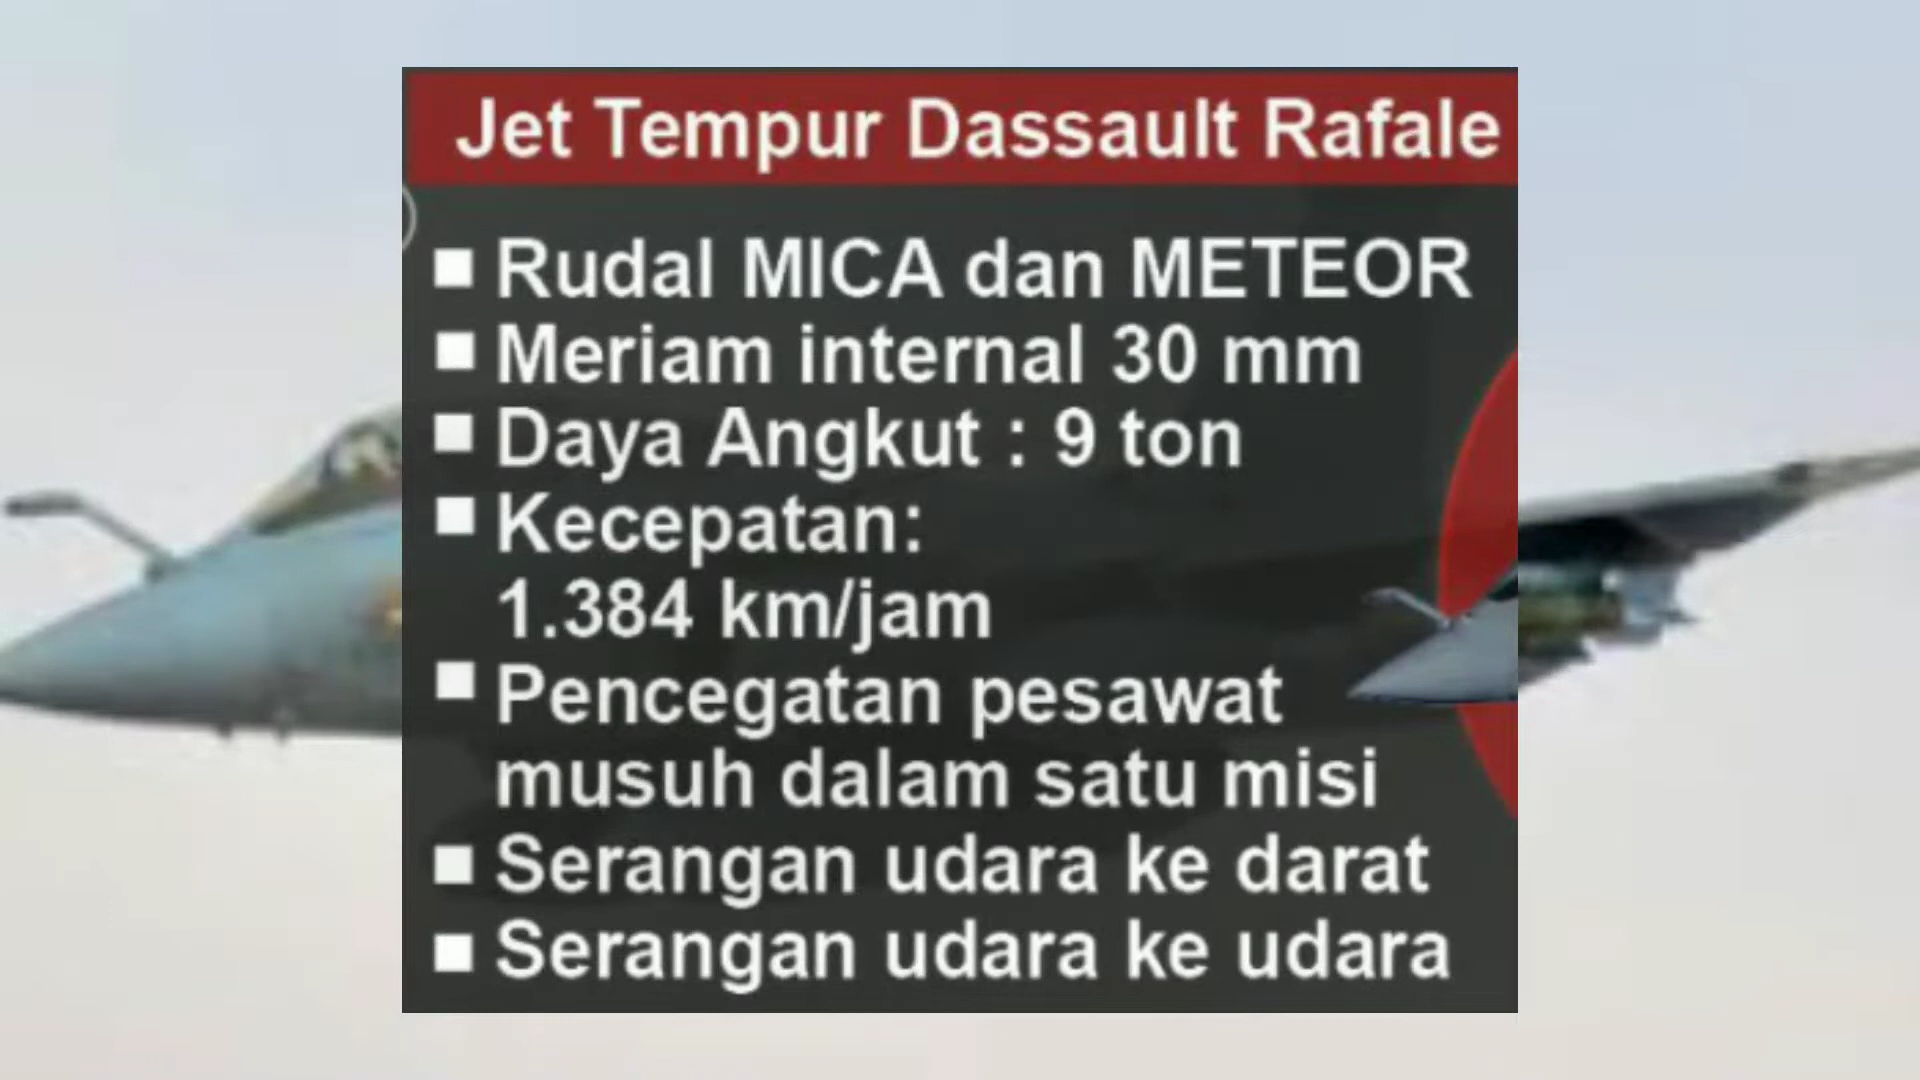 Jet Tempur Dassault Rafale
Rudal MICA dan METEOR
Meriam internal 30 mm
Daya Angkut : 9 ton
Kecepatan:
1.384 km/jam
Pencegatan pesawat
musuh dalam satu misi
Serangan udara ke darat
Serangan udara ke udara